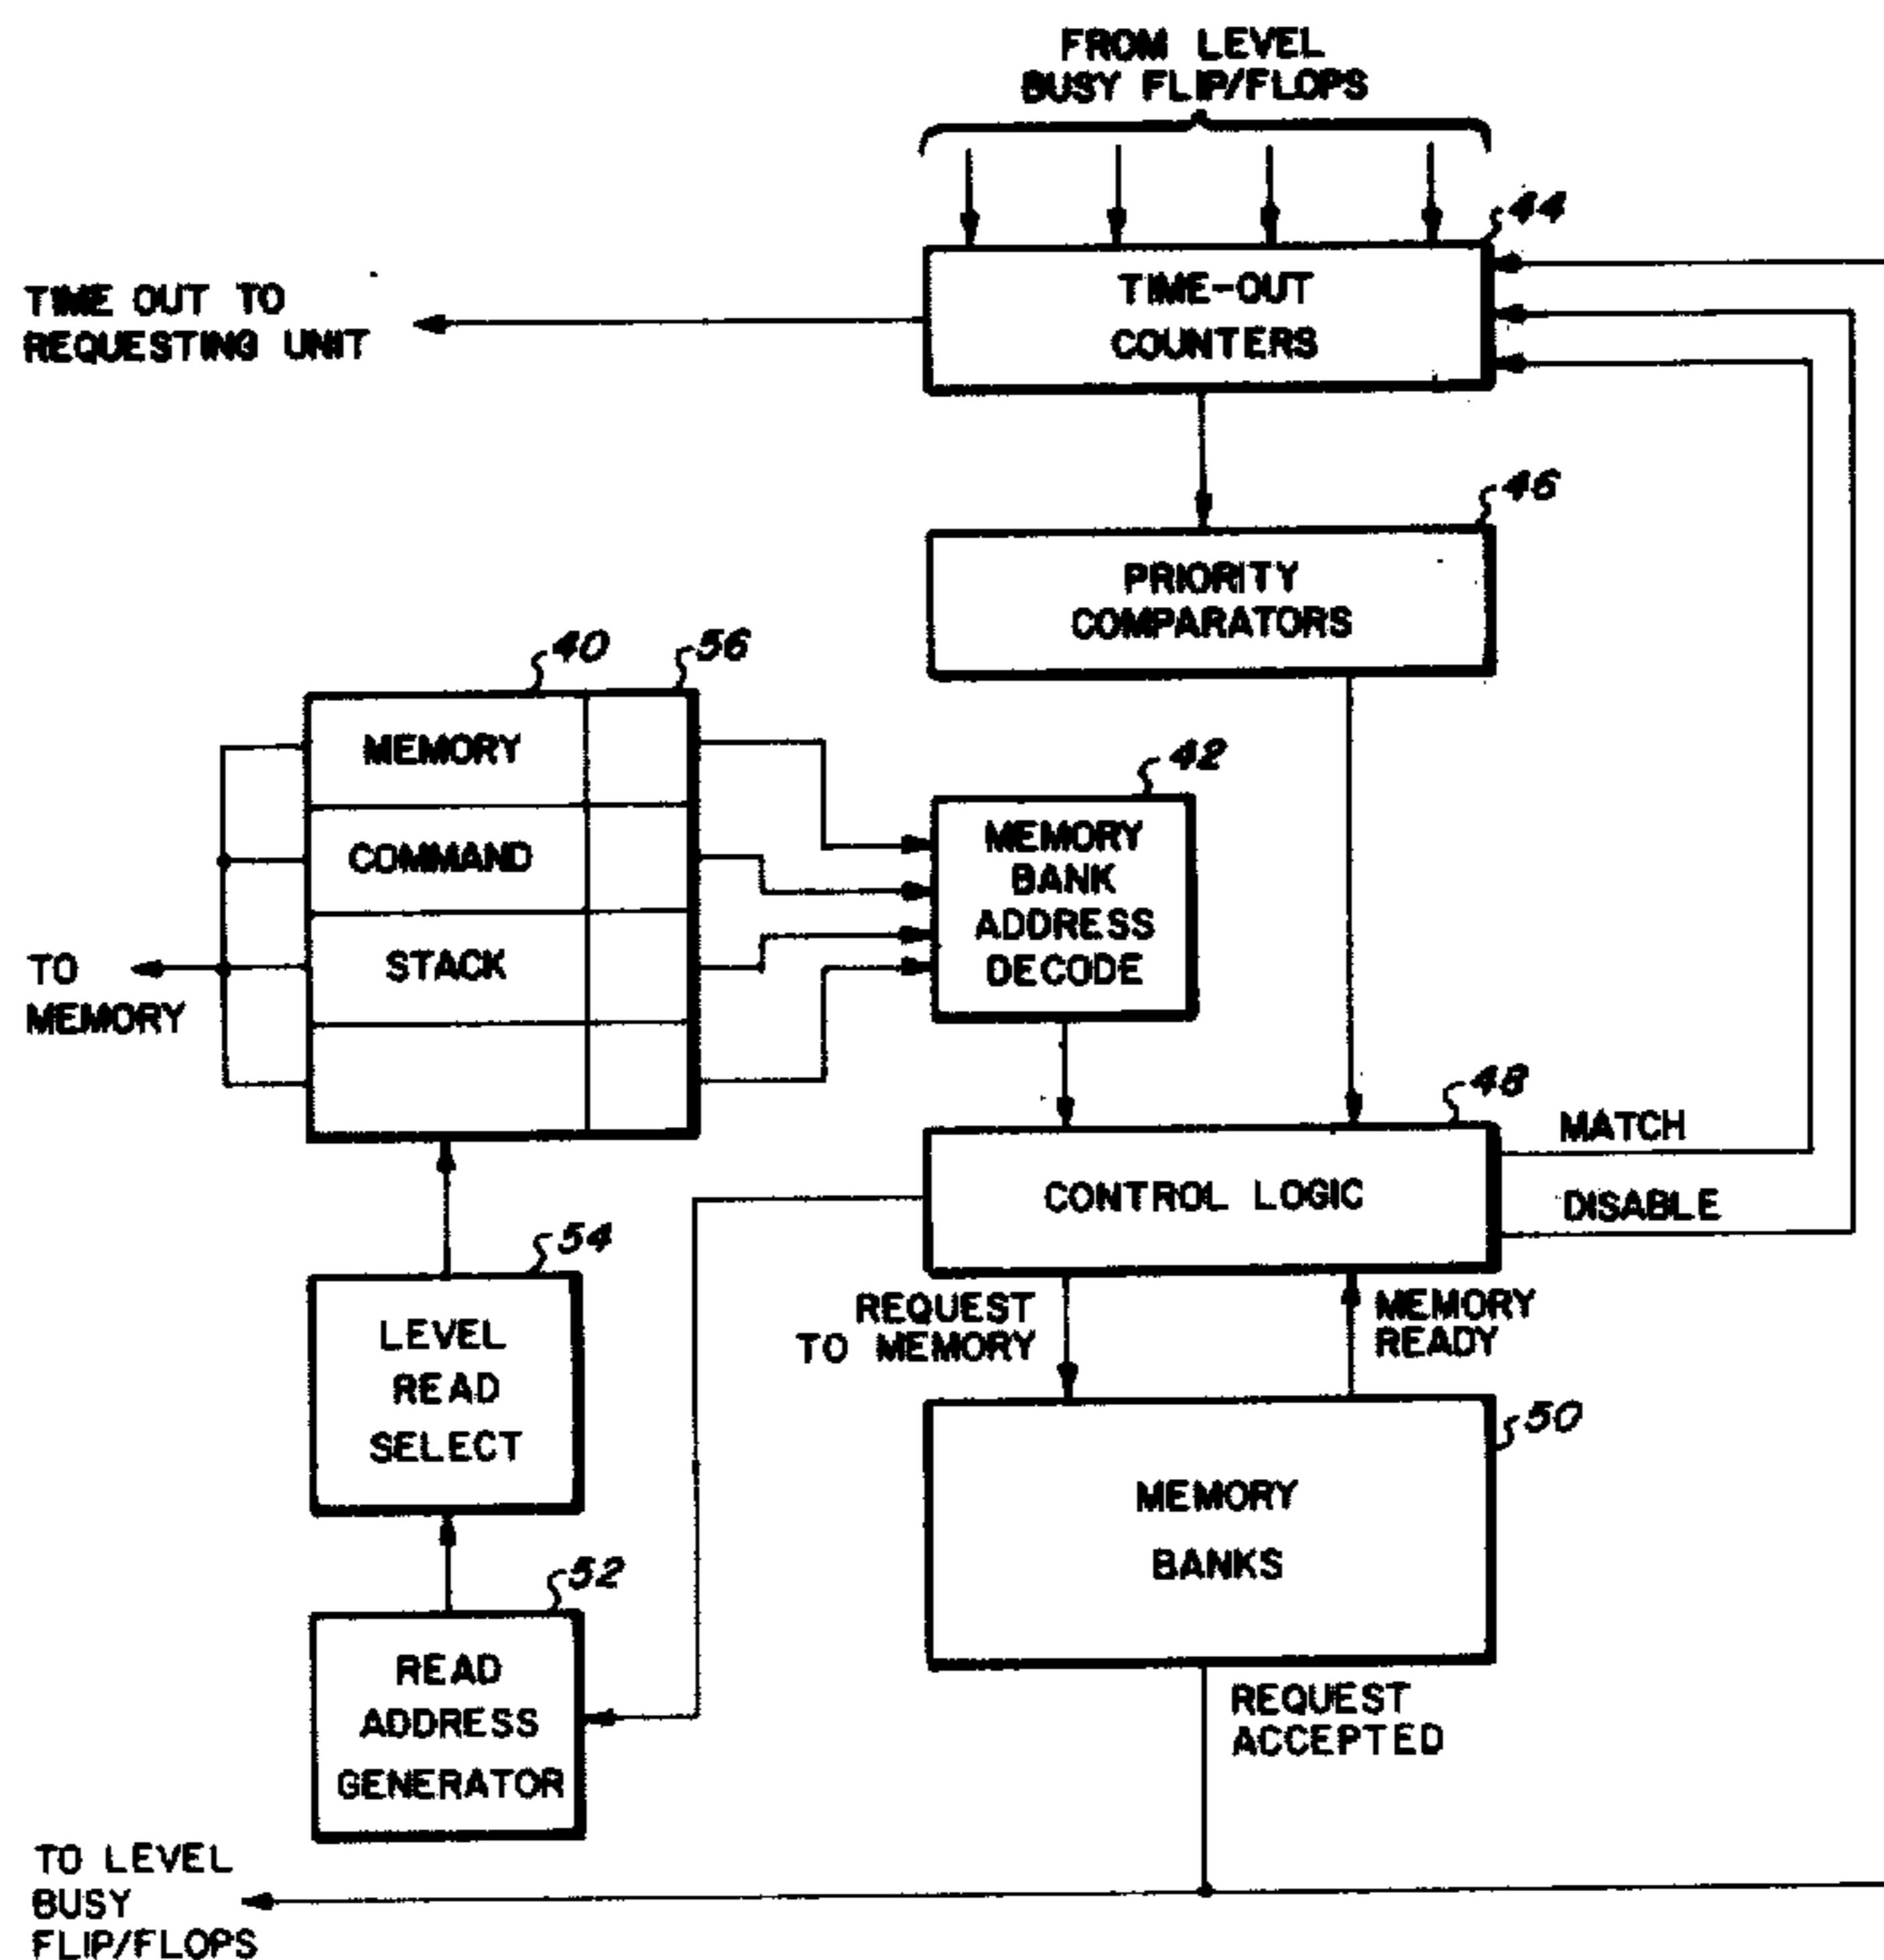 FROM LEVEL
BUSY FLIP/FLOPS
44
TIME-OUT
COUNTERS
TIME OUT TO
REQUESTING UNIT
46
PRIORITY
COMPARATORS
40
56
MEMORY
COMMAND
STACK
TO
MEMORY
42
MEMORY
BANK
ADDRESS
DECODE
48
CONTROL LOGIC
MATCH
DISABLE
54
LEVEL
READ
SELECT
REQUEST
TO MEMORY
MEMORY
READY
50
MEMORY
BANKS
52
READ
ADDRESS
GENERATOR
REQUEST
ACCEPTED
TO LEVEL
BUSY
FLIP/FLOPS